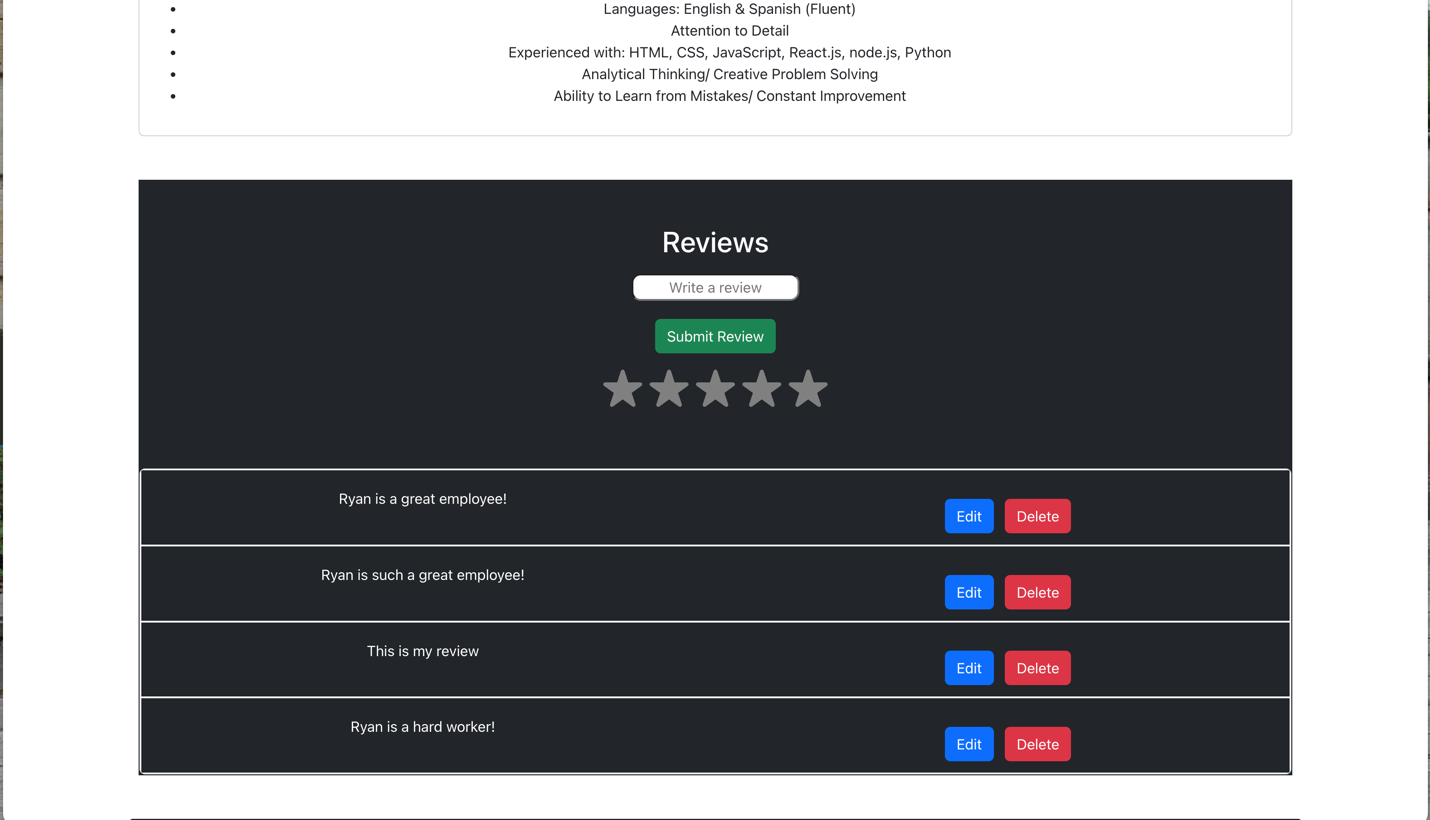 Languages: English & Spanish (Fluent)
Attention to Detail
Experienced with: HTML, CSS, JavaScript, React.js, node.js, Python
Analytical Thinking/ Creative Problem Solving
Ability to Learn from Mistakes/ Constant Improvement
Reviews
Write a review
Submit Review
Ryan is a great employee!
Edit Delete
Ryan is such a great employee!
Edit Delete
This is my review
Edit Delete
Ryan is a hard worker!
Edit Delete